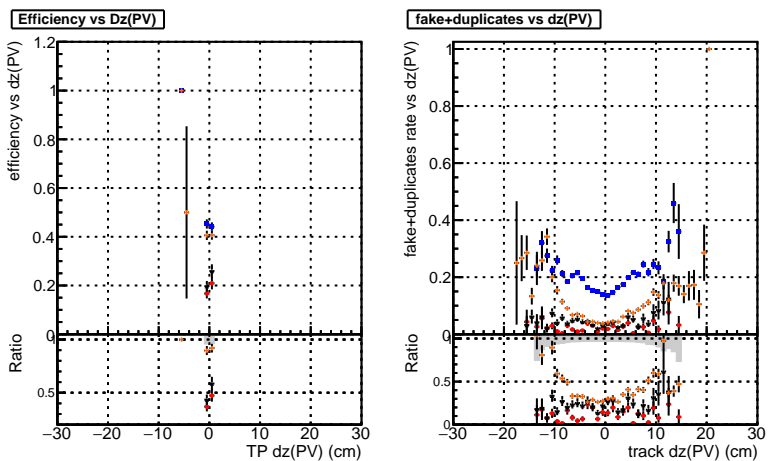 Efficiency vs Dz(PV)
efficiency vs dz(PV)
1.2
1
0.8
0.6
0.4
0.2
0
Ratio
1
0.5
−30 −20 −10 0 10 20 30
TP dz(PV) (cm)
fake+duplicates vs dz(PV)
fake+duplicates rate vs dz(PV)
1
0.8
0.6
0.4
0.2
Ratio
0.5
0
−30 −20 −10 0 10 20 30
track dz(PV) (cm)